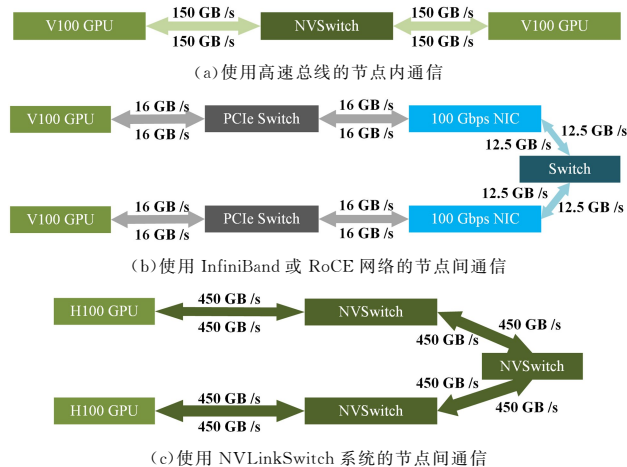 150 GB /s 150 GB /s
V100 GPU NVSwitch V100 GPU
150 GB /s 150 GB /s
(a)使用高速总线的节点内通信
16 GB /s 16 GB /s
V100 GPU PCIe Switch 100 Gbps NIC
16 GB /s 16 GB /s
12.5 GB /s
12.5 GB /s
Switch
12.5 GB /s
12.5 GB /s
16 GB /s 16 GB /s
V100 GPU PCIe Switch 100 Gbps NIC
16 GB /s 16 GB /s
(b)使用 InfiniBand 或 RoCE 网络的节点间通信
450 GB /s
H100 GPU NVSwitch
450 GB /s
450 GB /s
450 GB /s
NVSwitch
450 GB /s
450 GB /s
450 GB /s
H100 GPU NVSwitch
450 GB /s
(c)使用 NVLinkSwitch 系统的节点间通信